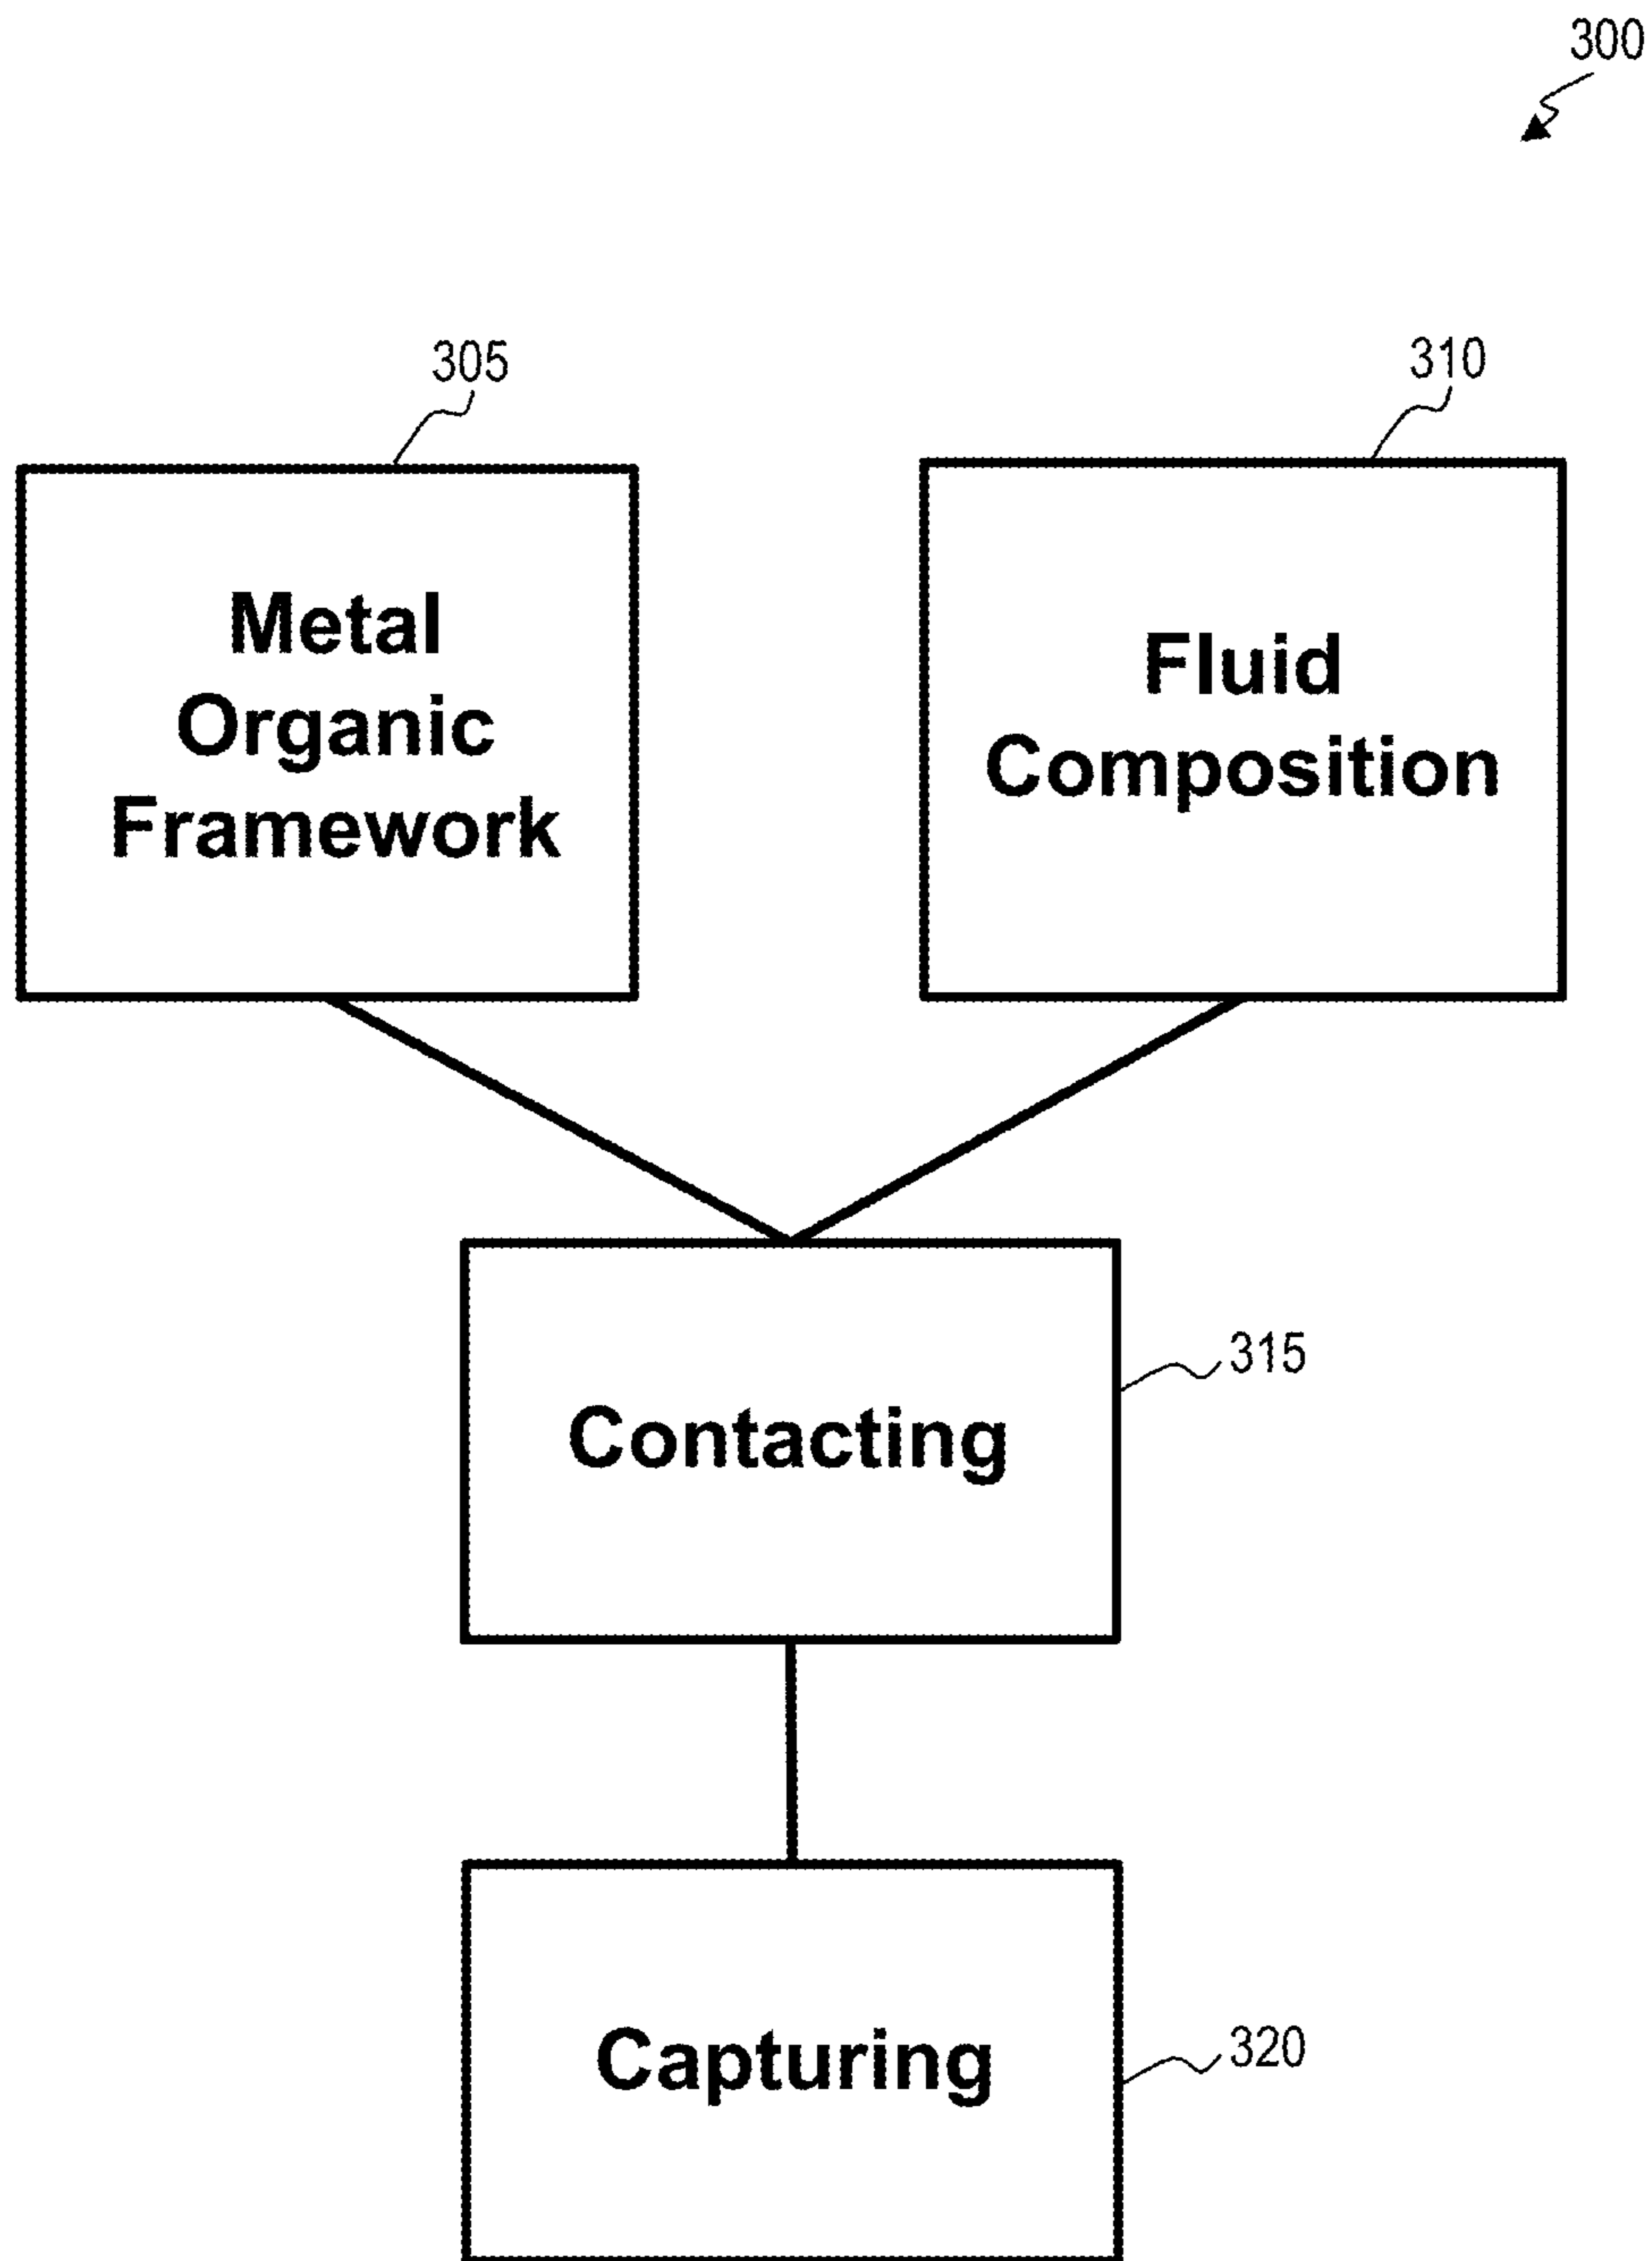 300
305
310
Metal
Organic
Framework
Fluid
Composition
315
Contacting
320
Capturing